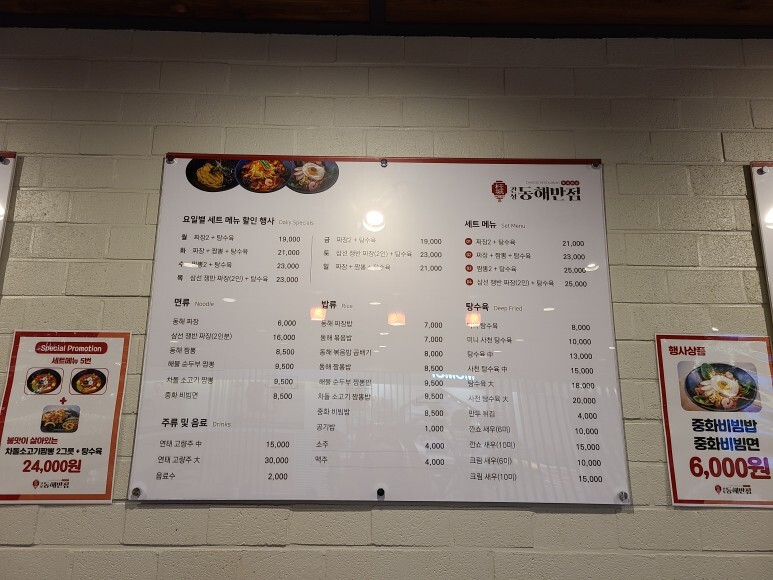 간성 동해반점
요일별 세트 메뉴 할인 행사 Daily Specials
월 짜장2 + 탕수육 19,000
화 짜장 + 짬뽕 + 탕수육 21,000
수 짬뽕2 + 탕수육 23,000
목 삼선 쟁반 짜장(2인) + 탕수육 23,000
금 짜장2 + 탕수육 19,000
토 삼선 쟁반 짜장(2인) + 탕수육 23,000
일 짜장 + 짬뽕 + 탕수육 21,000
세트 메뉴 Set Menu
짜장2 + 탕수육 21,000
짜장 + 짬뽕 + 탕수육 23,000
짬뽕2 + 탕수육 25,000
삼선 쟁반 짜장(2인) + 탕수육 25,000
면류 Noodle
동해 짜장 6,000
삼선 쟁반 짜장(2인분) 16,000
동해 짬뽕 8,500
해물 순두부 짬뽕 9,500
차돌 소고기 짬뽕 9,500
중화 비빔면 8,500
주류 및 음료 Drinks
연태 고량주 中 15,000
연태 고량주 大 30,000
음료수 2,000
밥류 Rice
동해 짜장밥 7,000
동해 볶음밥 7,000
동해 볶음밥 곱빼기 8,000
동해 짬뽕밥 8,500
해물 순두부 짬뽕밥 9,500
차돌 소고기 짬뽕밥 9,500
중화 비빔밥 8,500
공기밥 1,000
소주 4,000
맥주 4,000
탕수육 Deep Fried
탕수육 8,000
미니 사천 탕수육 10,000
탕수육 中 13,000
사천 탕수육 中 15,000
탕수육 大 18,000
사천 탕수육 大 20,000
만두 튀김 4,000
깐쇼 새우(6미) 10,000
깐쇼 새우(10미) 15,000
크림 새우(6미) 10,000
크림 새우(10미) 15,000
Special Promotion
세트메뉴 5번
+
불맛이 살아있는
차돌소고기짬뽕 2그릇 + 탕수육
24,000원
동해반점
행사상품
중화비빔밥
중화비빔면
6,000원
동해반점